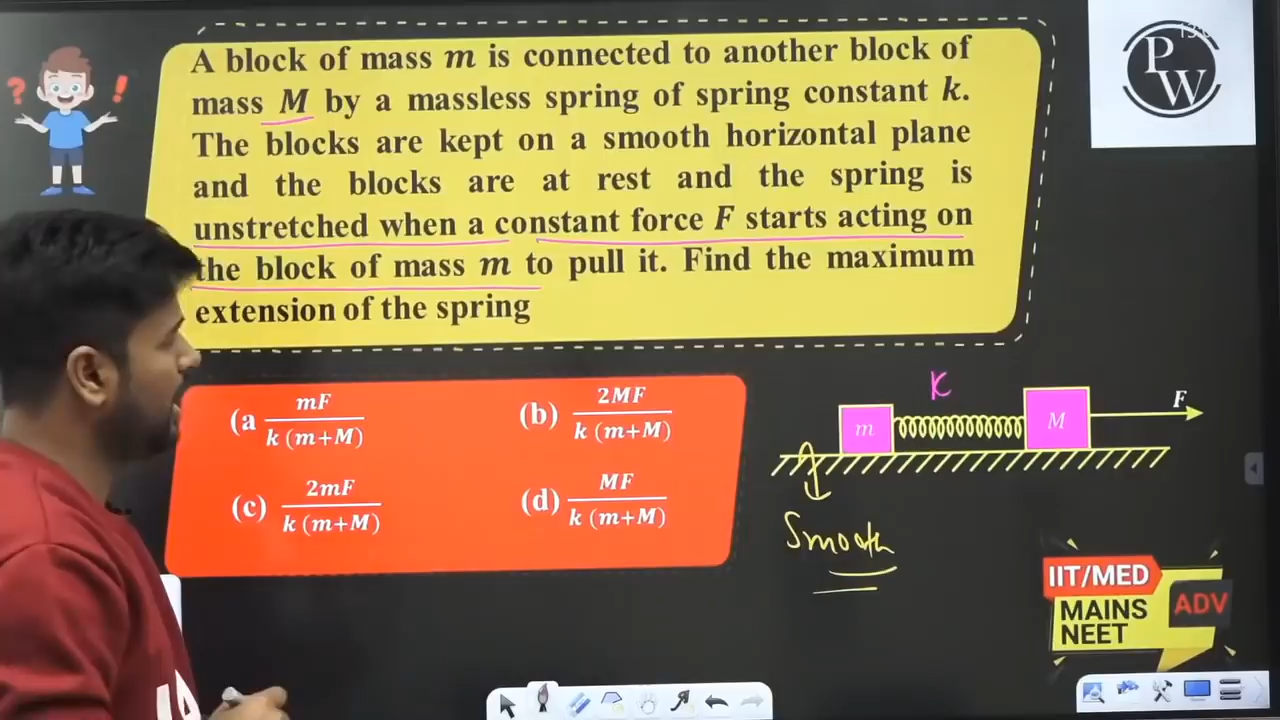 A block of mass m is connected to another block of
mass M by a massless spring of spring constant k.
The blocks are kept on a smooth horizontal plane
and the blocks are at rest and the spring is
unstretched when a constant force F starts acting on
the block of mass m to pull it. Find the maximum
extension of the spring
(a mF / k (m+M)
(b) 2MF / k (m+M)
(c) 2mF / k (m+M)
(d) MF / k (m+M)
K
m
M
F
Smooth
? !
P
W
IIT/MED
MAINS
NEET
ADV